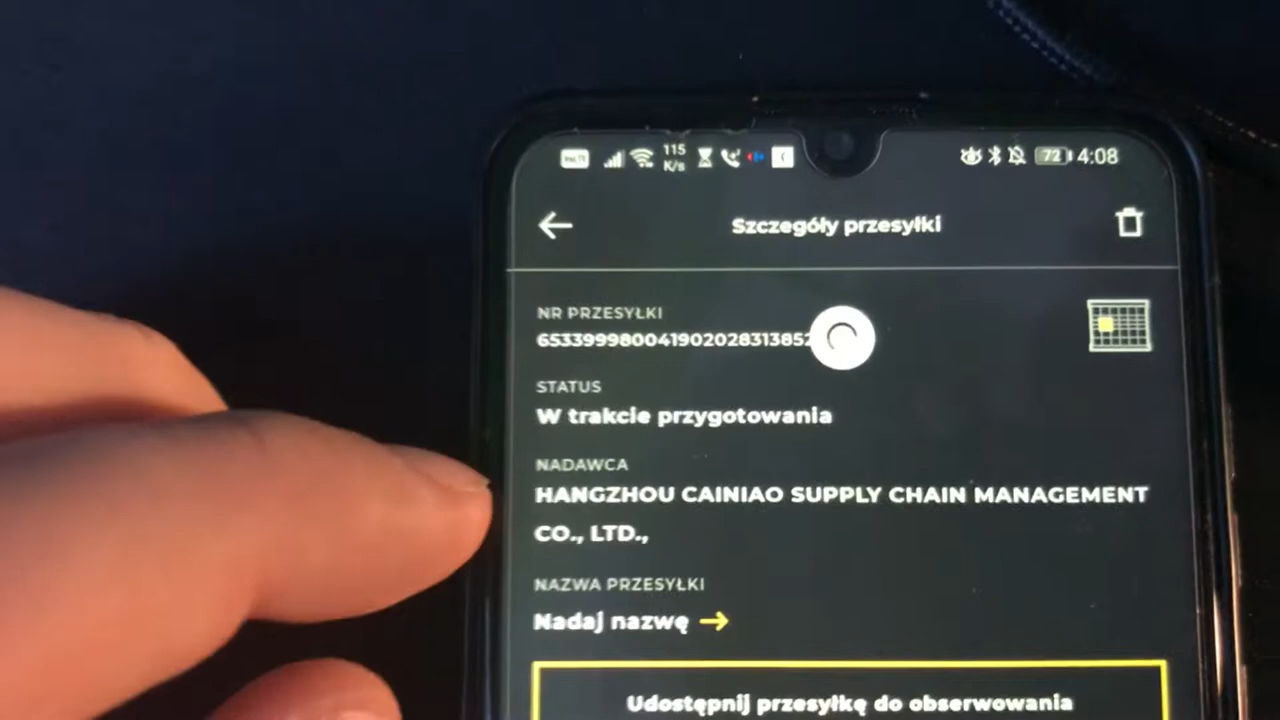 115
K/s
72
4:08
Szczegóły przesyłki
NR PRZESYŁKI
65339998004190202831385
STATUS
W trakcie przygotowania
NADAWCA
HANGZHOU CAINIAO SUPPLY CHAIN MANAGEMENT
CO., LTD.,
NAZWA PRZESYŁKI
Nadaj nazwę →
Udostępnij przesyłkę do obserwowania